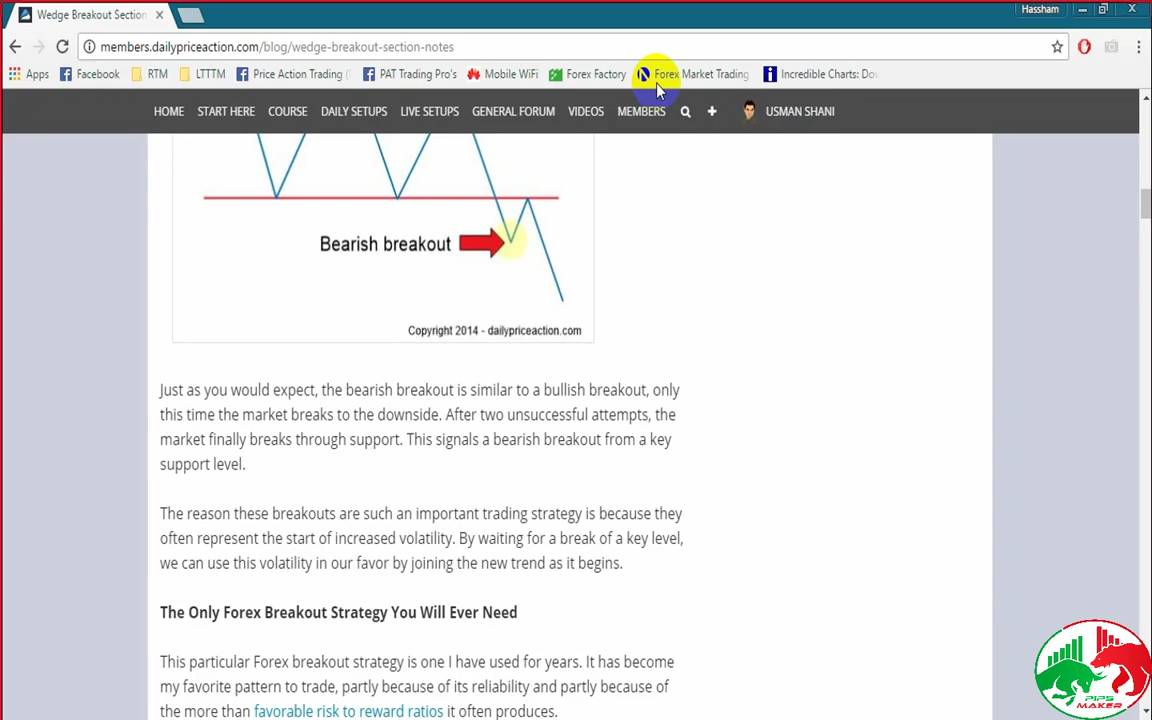 Hassham
Wedge Breakout Section
members.dailypriceaction.com/blog/wedge-breakout-section-notes
Apps Facebook RTM LTTTM Price Action Trading ( PAT Trading Pro's Mobile WiFi Forex Factory Forex Market Trading Incredible Charts: Do
HOME START HERE COURSE DAILY SETUPS LIVE SETUPS GENERAL FORUM VIDEOS MEMBERS USMAN SHANI
Bearish breakout
Copyright 2014 - dailypriceaction.com
Just as you would expect, the bearish breakout is similar to a bullish breakout, only
this time the market breaks to the downside. After two unsuccessful attempts, the
market finally breaks through support. This signals a bearish breakout from a key
support level.
The reason these breakouts are such an important trading strategy is because they
often represent the start of increased volatility. By waiting for a break of a key level,
we can use this volatility in our favor by joining the new trend as it begins.
The Only Forex Breakout Strategy You Will Ever Need
This particular Forex breakout strategy is one I have used for years. It has become
my favorite pattern to trade, partly because of its reliability and partly because of
the more than favorable risk to reward ratios it often produces.
PIPS
MAKER